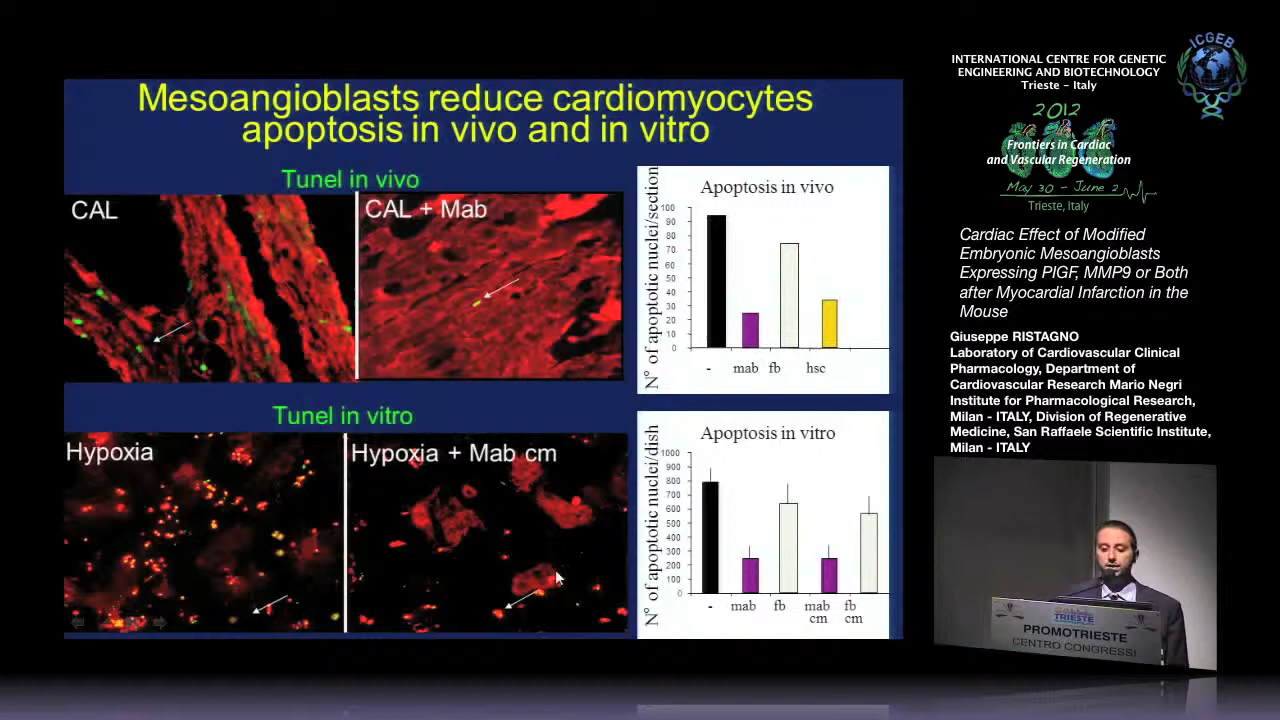 Mesoangioblasts reduce cardiomyocytes
apoptosis in vivo and in vitro
Tunel in vivo
CAL
CAL + Mab
Tunel in vitro
Hypoxia
Hypoxia + Mab cm
Apoptosis in vivo
N° of apoptotic nuclei/section
100
90
80
70
60
50
40
30
20
10
0
- mab fb hsc
Apoptosis in vitro
N° of apoptotic nuclei/dish
1000
900
800
700
600
500
400
300
200
100
0
- mab fb mab fb
cm cm
ICGEB
INTERNATIONAL CENTRE FOR GENETIC
ENGINEERING AND BIOTECHNOLOGY
Trieste - Italy
2012
Frontiers in Cardiac
and Vascular Regeneration
May 30 - June 2
Trieste, Italy
Cardiac Effect of Modified
Embryonic Mesoangioblasts
Expressing PlGF, MMP9 or Both
after Myocardial Infarction in the
Mouse
Giuseppe RISTAGNO
Laboratory of Cardiovascular Clinical
Pharmacology, Department of
Cardiovascular Research Mario Negri
Institute for Pharmacological Research,
Milan - ITALY, Division of Regenerative
Medicine, San Raffaele Scientific Institute,
Milan - ITALY
TRIESTE
PROMOTRIESTE
CENTRO CONGRESSI